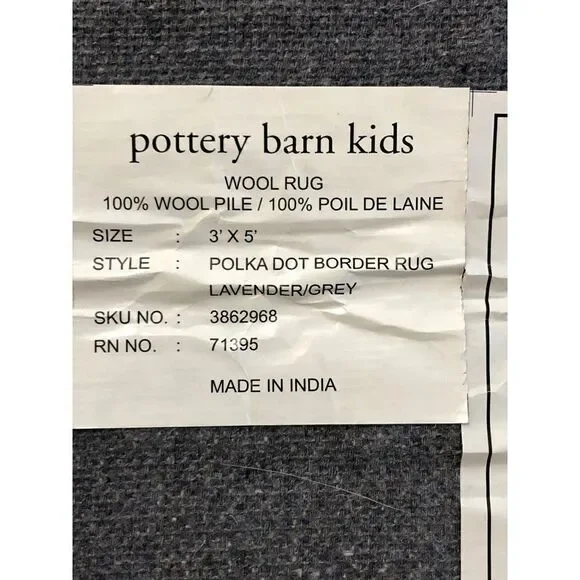 pottery barn kids
WOOL RUG
100% WOOL PILE / 100% POIL DE LAINE
SIZE : 3' X 5'
STYLE : POLKA DOT BORDER RUG
LAVENDER/GREY
SKU NO. : 3862968
RN NO. : 71395
MADE IN INDIA